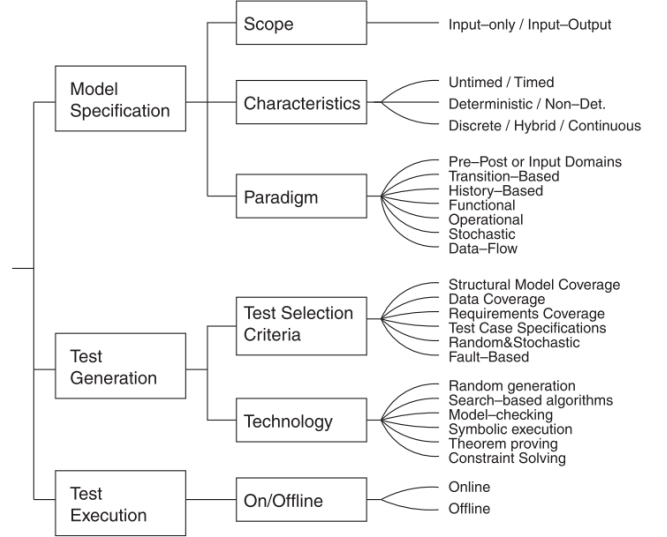 Scope
Input–only / Input–Output
Model
Specification
Characteristics
Untimed / Timed
Deterministic / Non–Det.
Discrete / Hybrid / Continuous
Paradigm
Pre–Post or Input Domains
Transition–Based
History–Based
Functional
Operational
Stochastic
Data–Flow
Test
Generation
Test Selection
Criteria
Structural Model Coverage
Data Coverage
Requirements Coverage
Test Case Specifications
Random&Stochastic
Fault–Based
Technology
Random generation
Search–based algorithms
Model–checking
Symbolic execution
Theorem proving
Constraint Solving
Test
Execution
On/Offline
Online
Offline